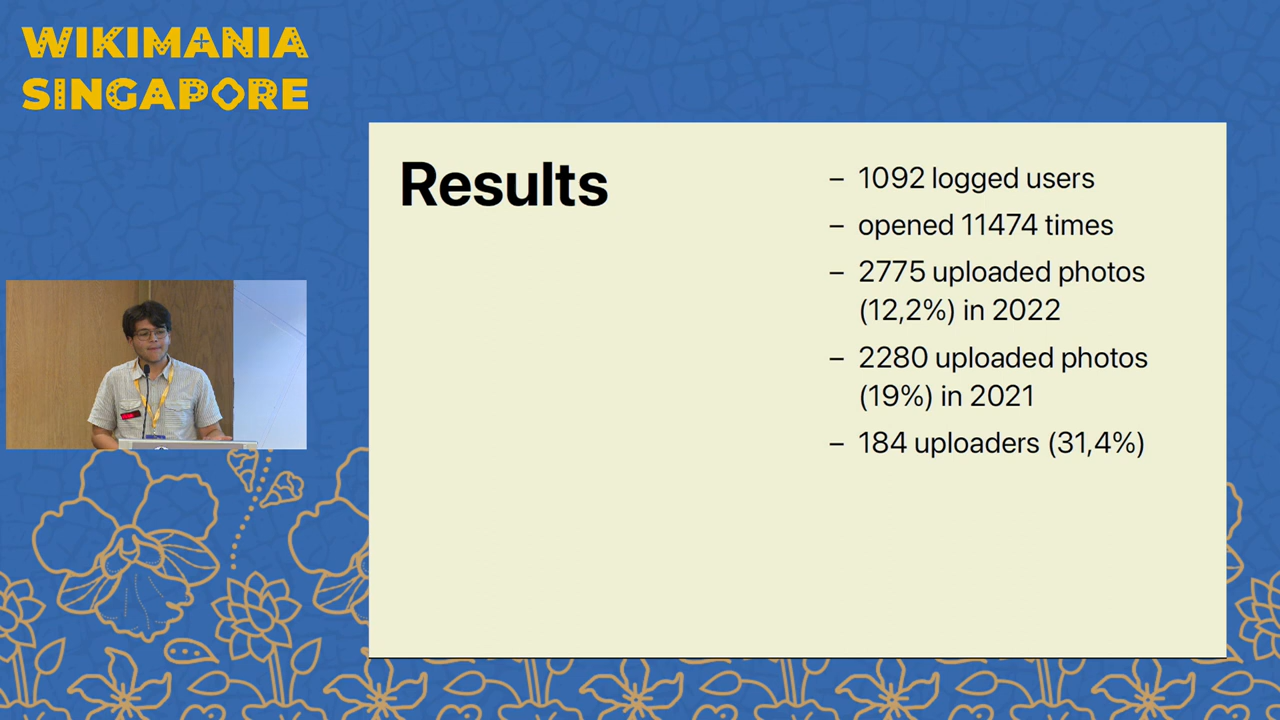 WIKIMANIA
SINGAPORE
Results
– 1092 logged users
– opened 11474 times
– 2775 uploaded photos
(12,2%) in 2022
– 2280 uploaded photos
(19%) in 2021
– 184 uploaders (31,4%)